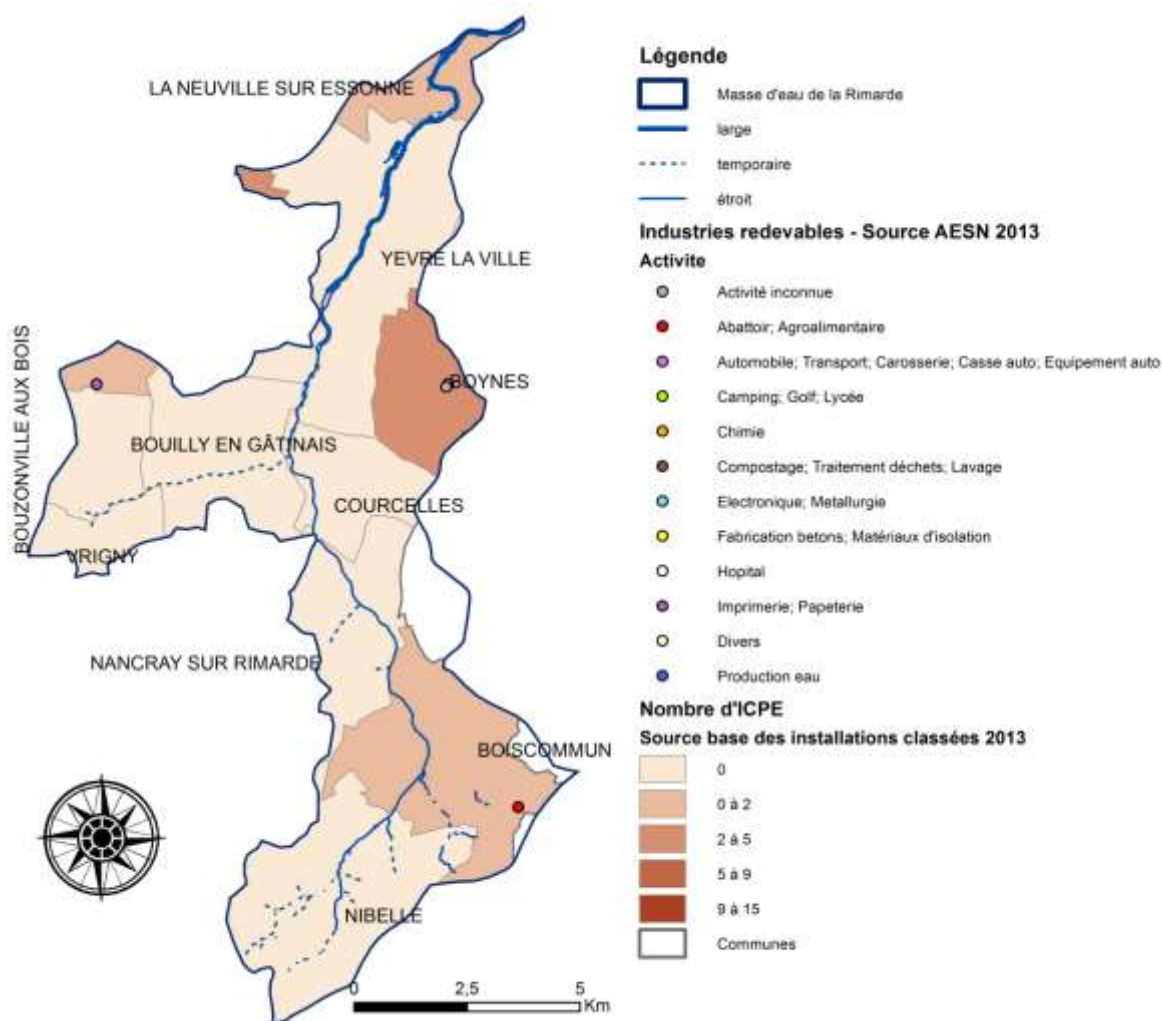 LA NEUVILLE SUR ESSONNE
YEVRE LA VILLE
BOUZONVILLE AUX BOIS
BOYNES
BOUILLY EN GÂTINAIS
COURCELLES
VRIGNY
NANCRAY SUR RIMARDE
BOISCOMMUN
NIBELLE
0 2,5 5
Km
Légende
Masse d'eau de la Rimarde
large
temporaire
étroit
Industries redevables - Source AESN 2013
Activite
Activité inconnue
Abattoir; Agroalimentaire
Automobile; Transport; Carosserie; Casse auto; Equipement auto
Camping; Golf; Lycée
Chimie
Compostage; Traitement déchets; Lavage
Electronique; Metallurgie
Fabrication betons; Matériaux d'isolation
Hopital
Imprimerie; Papeterie
Divers
Production eau
Nombre d'ICPE
Source base des installations classées 2013
0
0 à 2
2 à 5
5 à 9
9 à 15
Communes